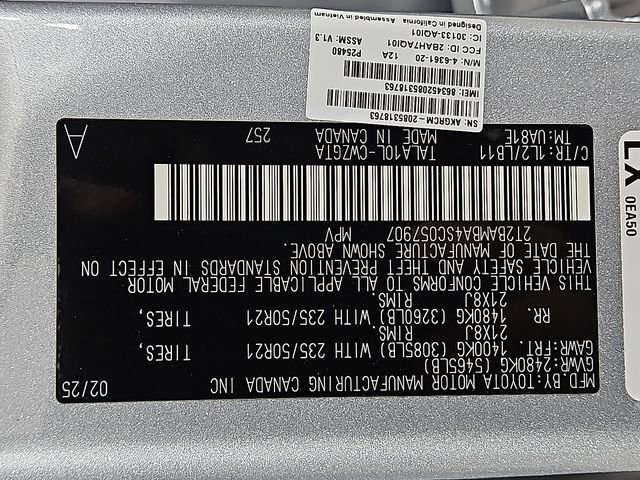 MFD.BY:TOYOTA MOTOR MANUFACTURING CANADA INC 02/25
GVWR:2480KG(5465LB)
GAWR:FRT: 1400KG (3085LB) WITH 235/50R21 TIRES,
21X8J RIMS
RR. 1480KG (3260LB) WITH 235/50R21 TIRES,
21X8J RIMS
THIS VEHICLE CONFORMS TO ALL APPLICABLE FEDERAL MOTOR
VEHICLE SAFETY AND THEFT PREVENTION STANDARDS IN EFFECT ON
THE DATE OF MANUFACTURE SHOWN ABOVE.
2T2BAMBA4SC057907 MPV
C/TR:1L2/LB11 TALA10L-CWZGTA
TM:UA81E MADE IN CANADA 257 A
SN: AKGRCM-2085318763
IMEI: 863452085318763
M/N: 4-6361-20 12A P25480
FCC ID: 2BAH7AQI01 ASSM: V1.3
IC: 30133-AQI01
Designed in California Assembled in Vietnam
LX
0EA50